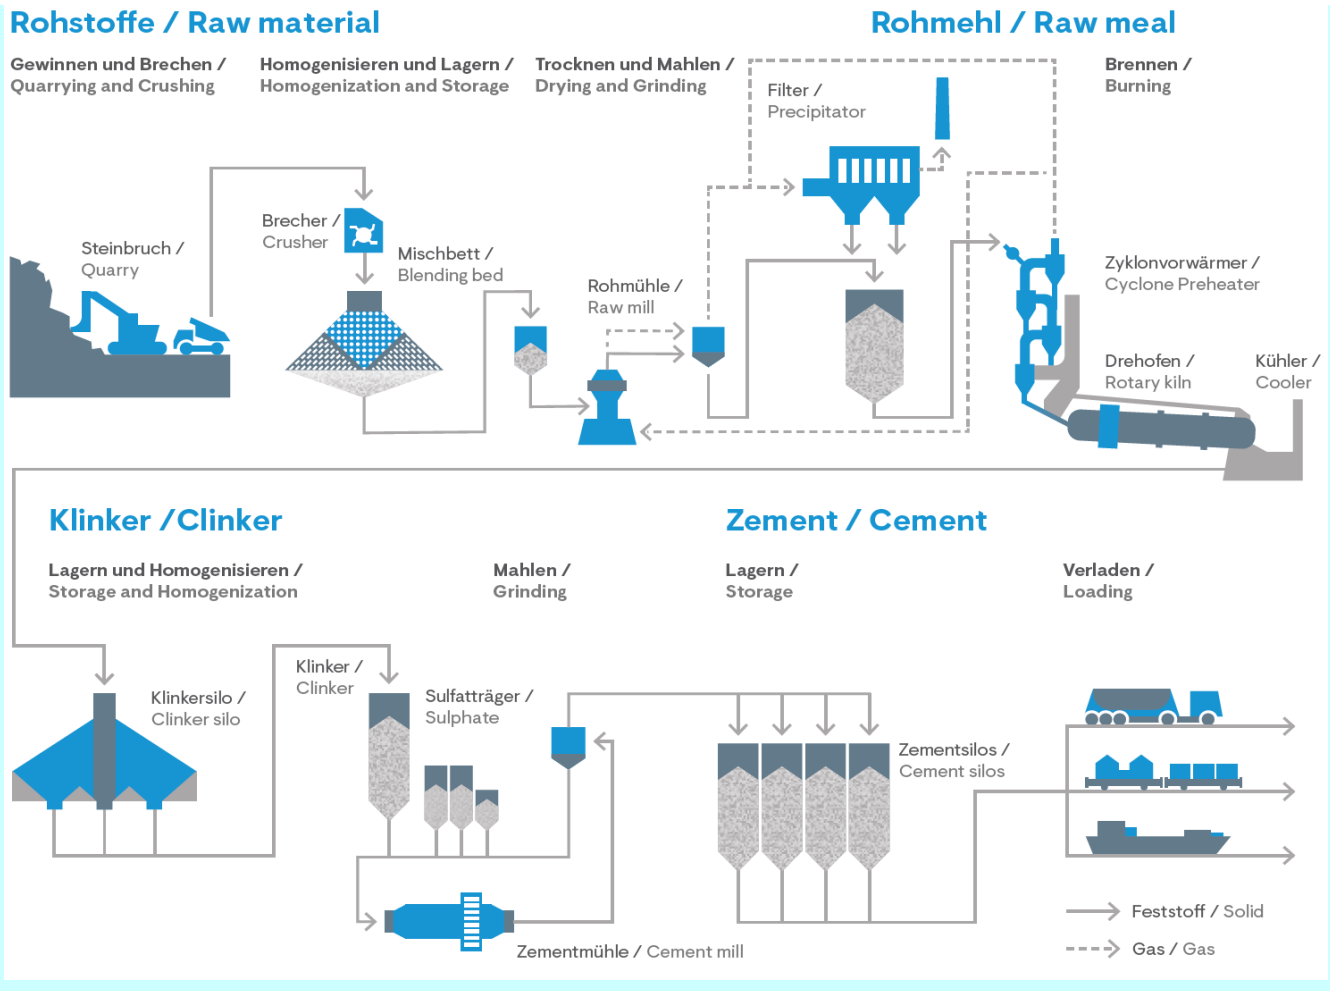 Rohstoffe / Raw material
Rohmehl / Raw meal
Gewinnen und Brechen /
Quarrying and Crushing
Homogenisieren und Lagern /
Homogenization and Storage
Trocknen und Mahlen /
Drying and Grinding
Brennen /
Burning
Filter /
Precipitator
Brecher /
Crusher
Steinbruch /
Quarry
Mischbett /
Blending bed
Rohmühle /
Raw mill
Zyklonvorwärmer /
Cyclone Preheater
Drehofen /
Rotary kiln
Kühler /
Cooler
Klinker /Clinker
Zement / Cement
Lagern und Homogenisieren /
Storage and Homogenization
Mahlen /
Grinding
Lagern /
Storage
Verladen /
Loading
Klinkersilo /
Clinker silo
Klinker /
Clinker
Sulfatträger /
Sulphate
Zementsilos /
Cement silos
Zementmühle / Cement mill
Feststoff / Solid
Gas / Gas